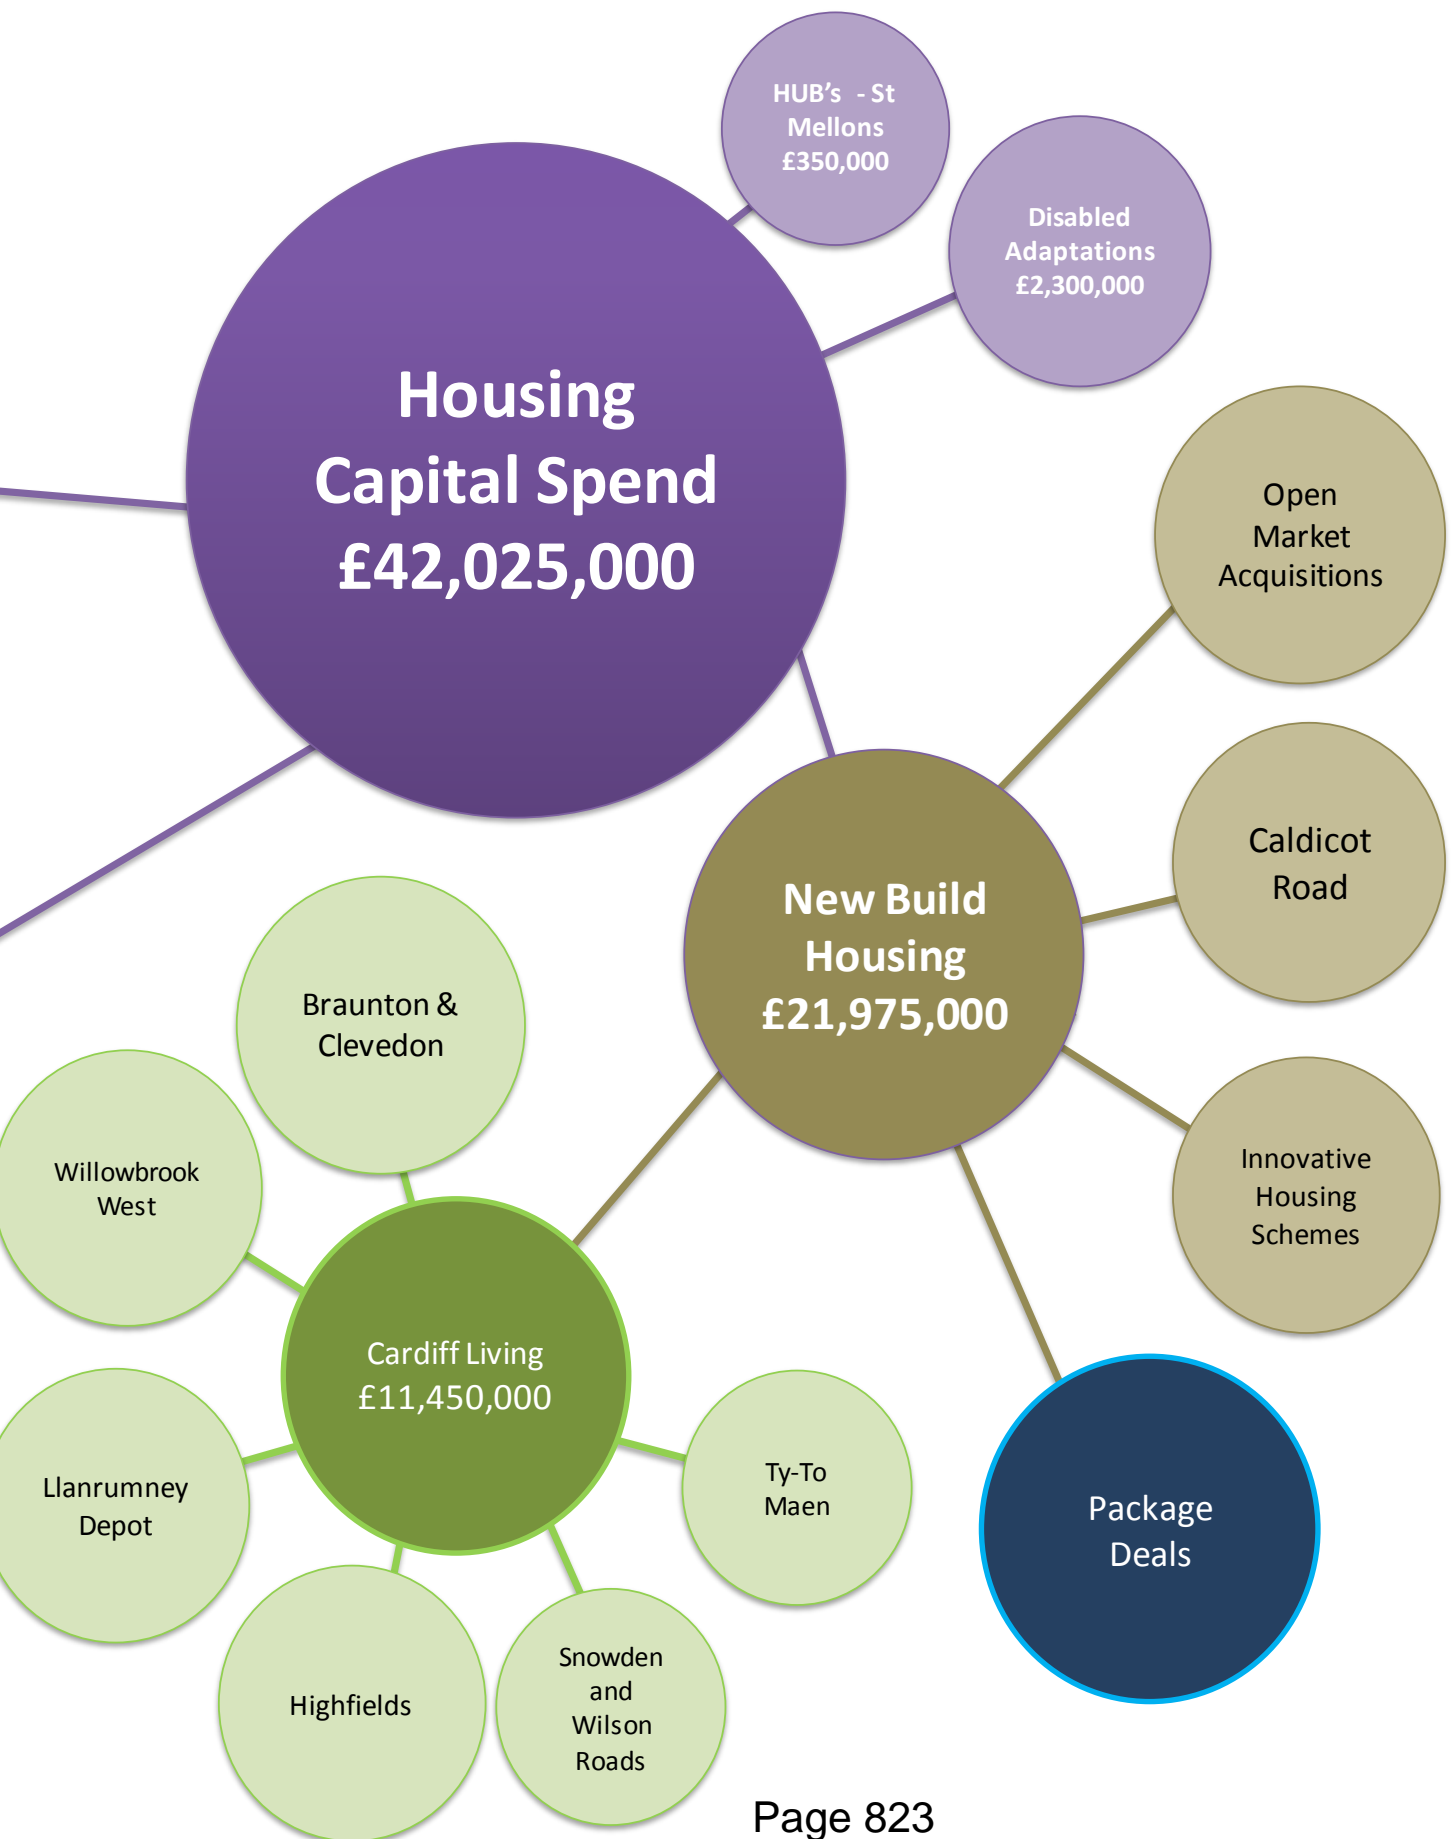 HUB's - St
Mellons
£350,000
Disabled
Adaptations
£2,300,000
Housing
Capital Spend
£42,025,000
Open
Market
Acquisitions
Caldicot
Road
New Build
Housing
£21,975,000
Braunton &
Clevedon
Willowbrook
West
Innovative
Housing
Schemes
Cardiff Living
£11,450,000
Llanrumney
Depot
Ty-To
Maen
Package
Deals
Highfields
Snowden
and
Wilson
Roads
Page 823